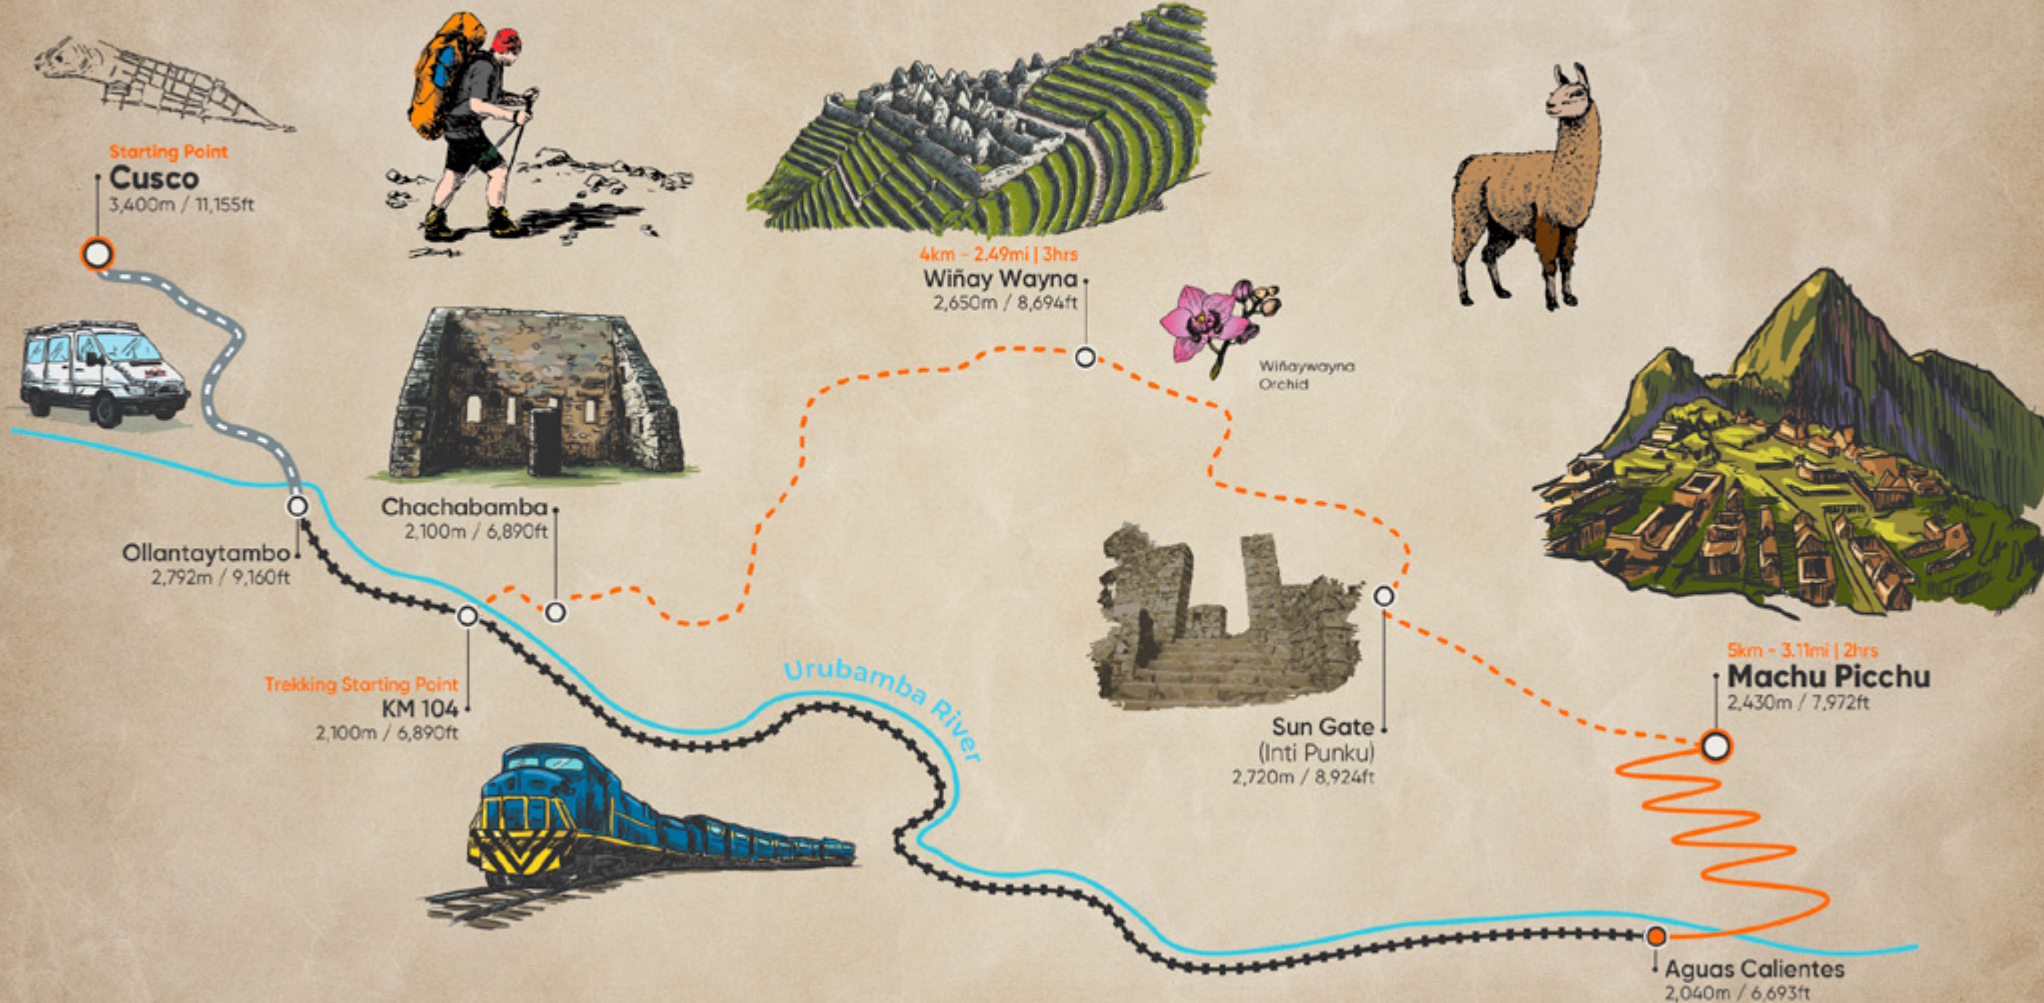 Starting Point
Cusco
3,400m / 11,155ft
4km - 2.49mi | 3hrs
Wiñay Wayna
2,650m / 8,694ft
Wiñaywayna
Orchid
Chachabamba
2,100m / 6,890ft
Ollantaytambo
2,792m / 9,160ft
Trekking Starting Point
KM 104
2,100m / 6,890ft
Urubamba River
Sun Gate
(Inti Punku)
2,720m / 8,924ft
5km - 3.11mi | 2hrs
Machu Picchu
2,430m / 7,972ft
Aguas Calientes
2,040m / 6,693ft